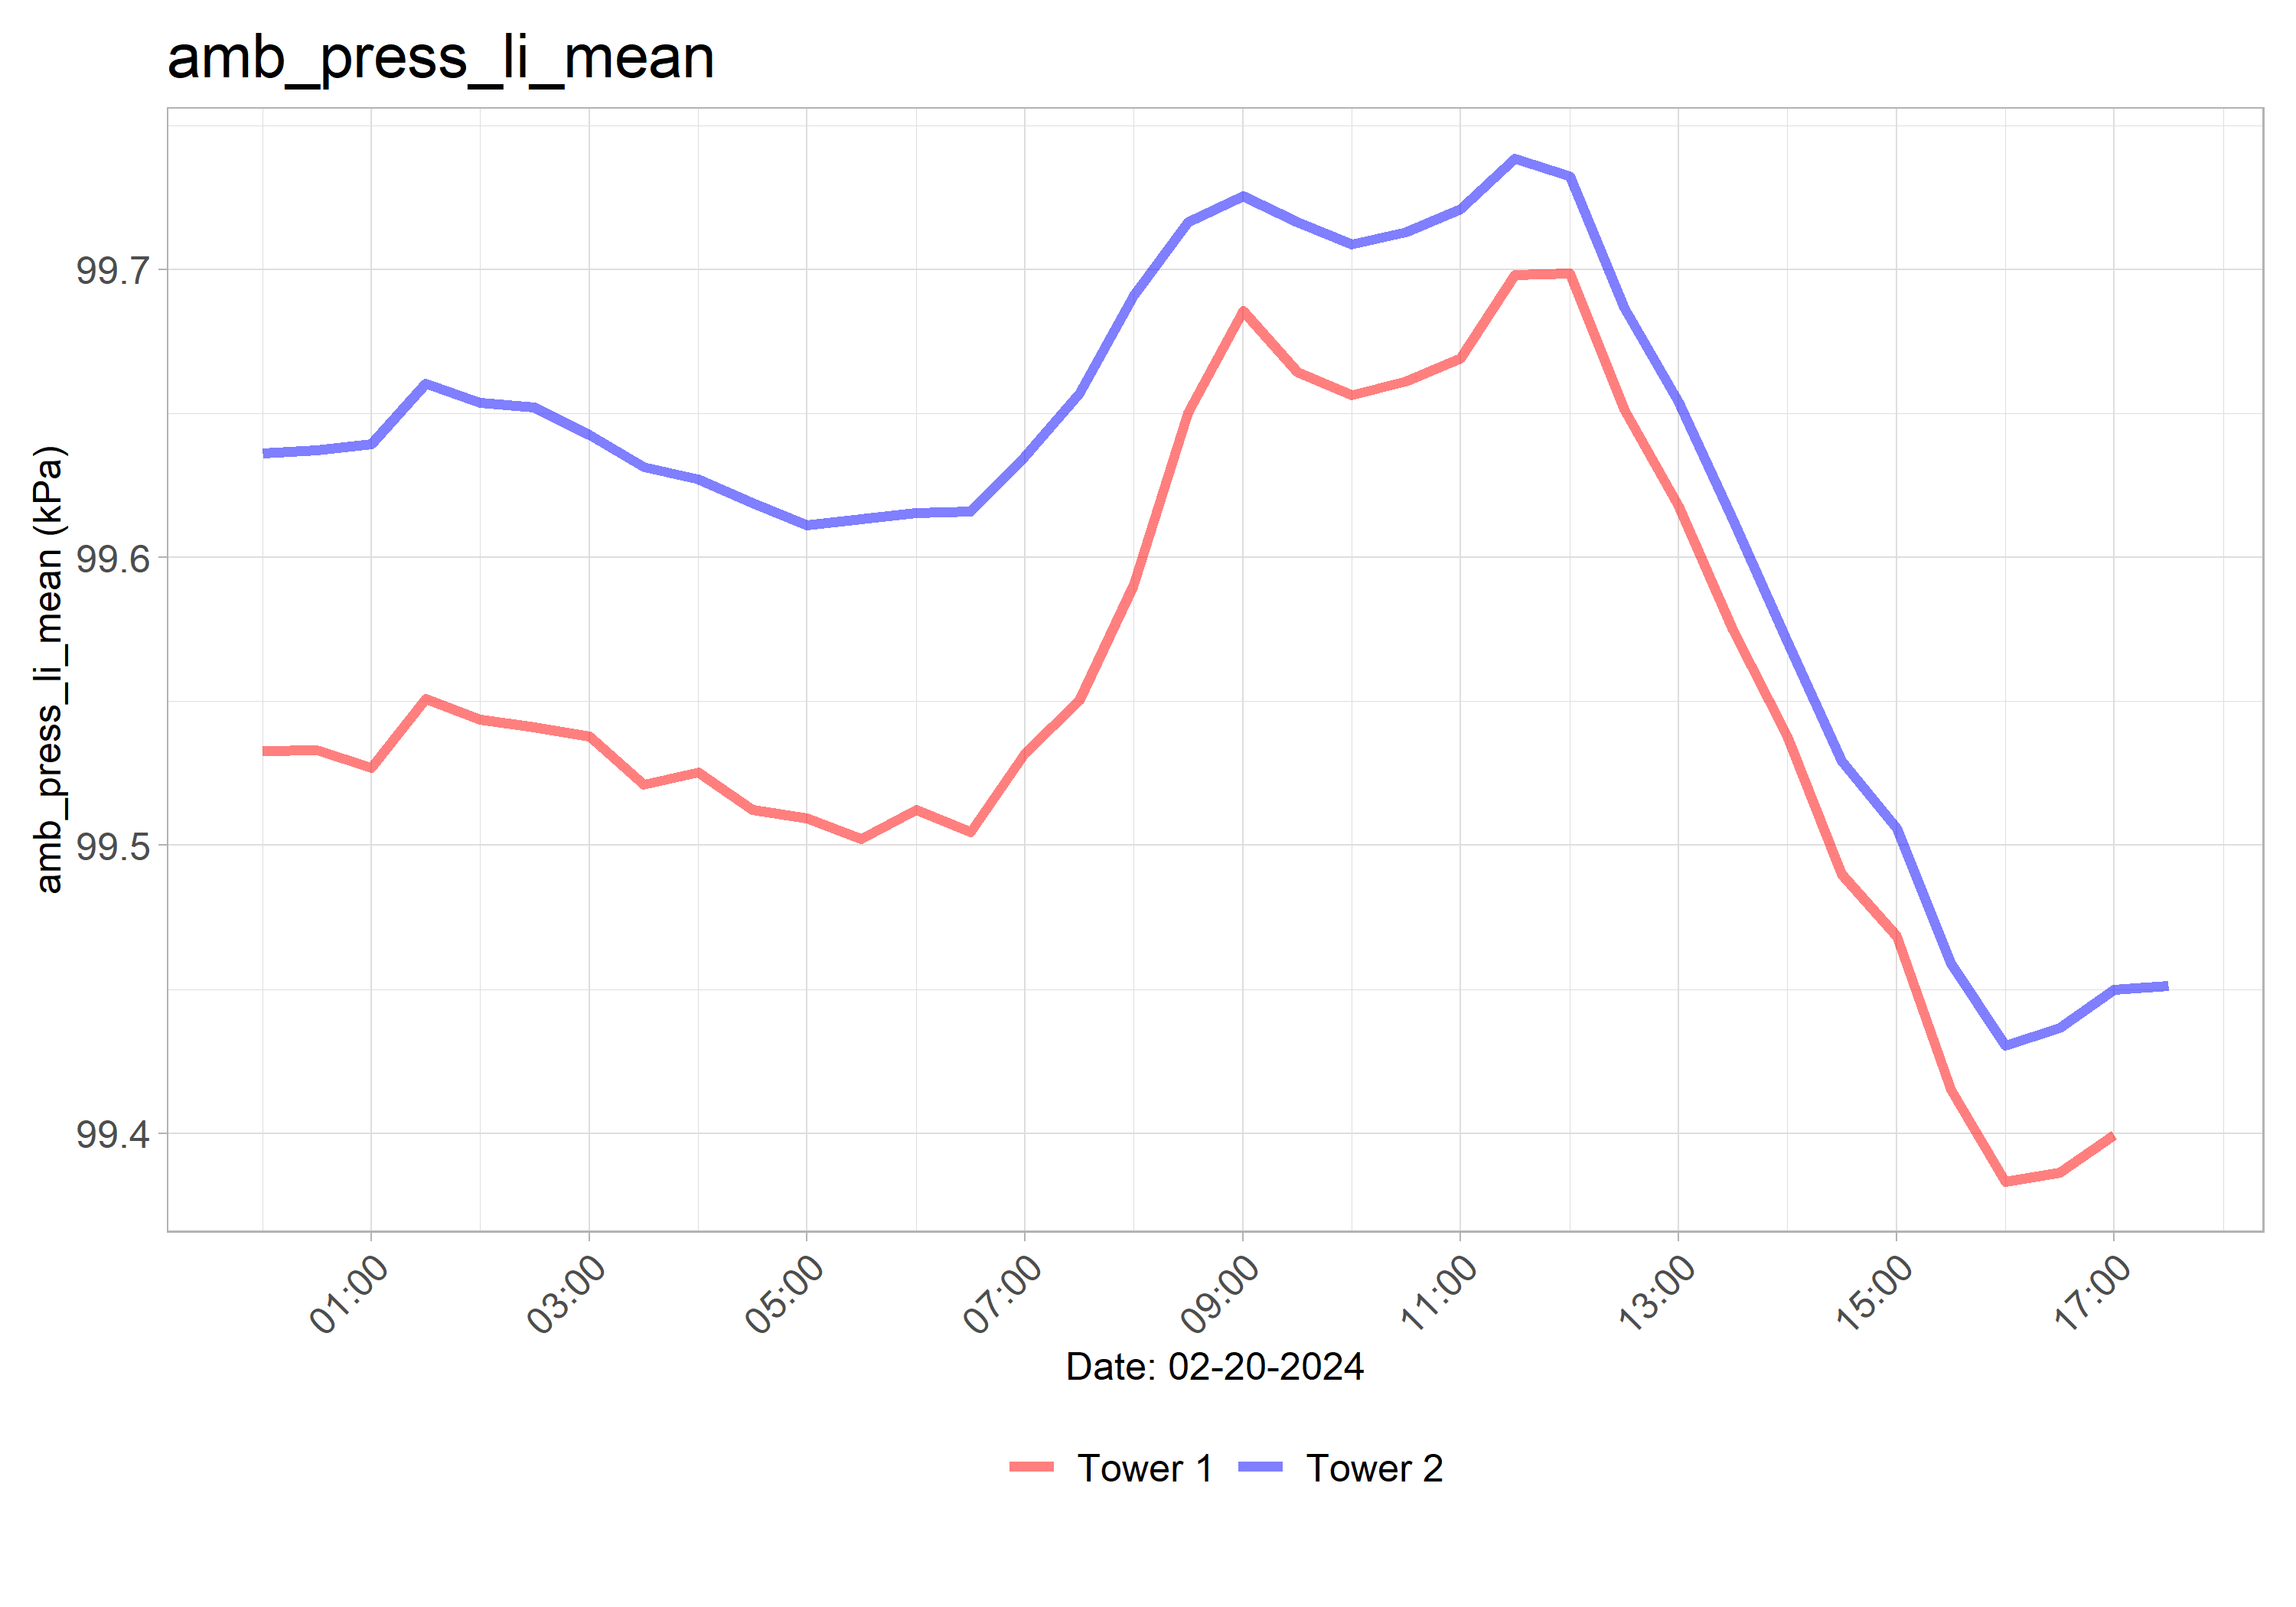 amb_press_li_mean
amb_press_li_mean (kPa)
99.7
99.6
99.5
99.4
01:00
03:00
05:00
07:00
09:00
11:00
13:00
15:00
17:00
Date: 02-20-2024
Tower 1
Tower 2